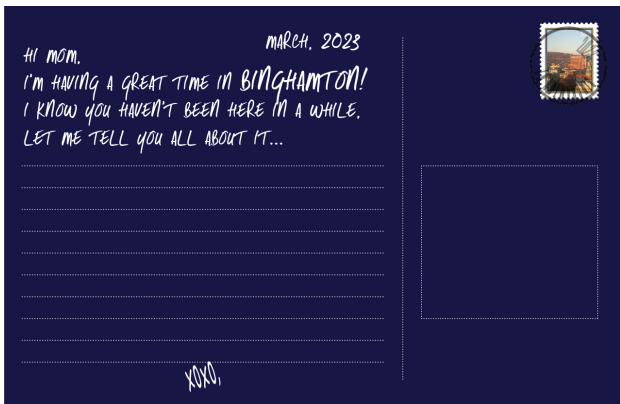 MARCH, 2023
HI MOM,
I'M HAVING A GREAT TIME IN BINGHAMTON!
I KNOW YOU HAVEN'T BEEN HERE IN A WHILE,
LET ME TELL YOU ALL ABOUT IT...
XOXO,